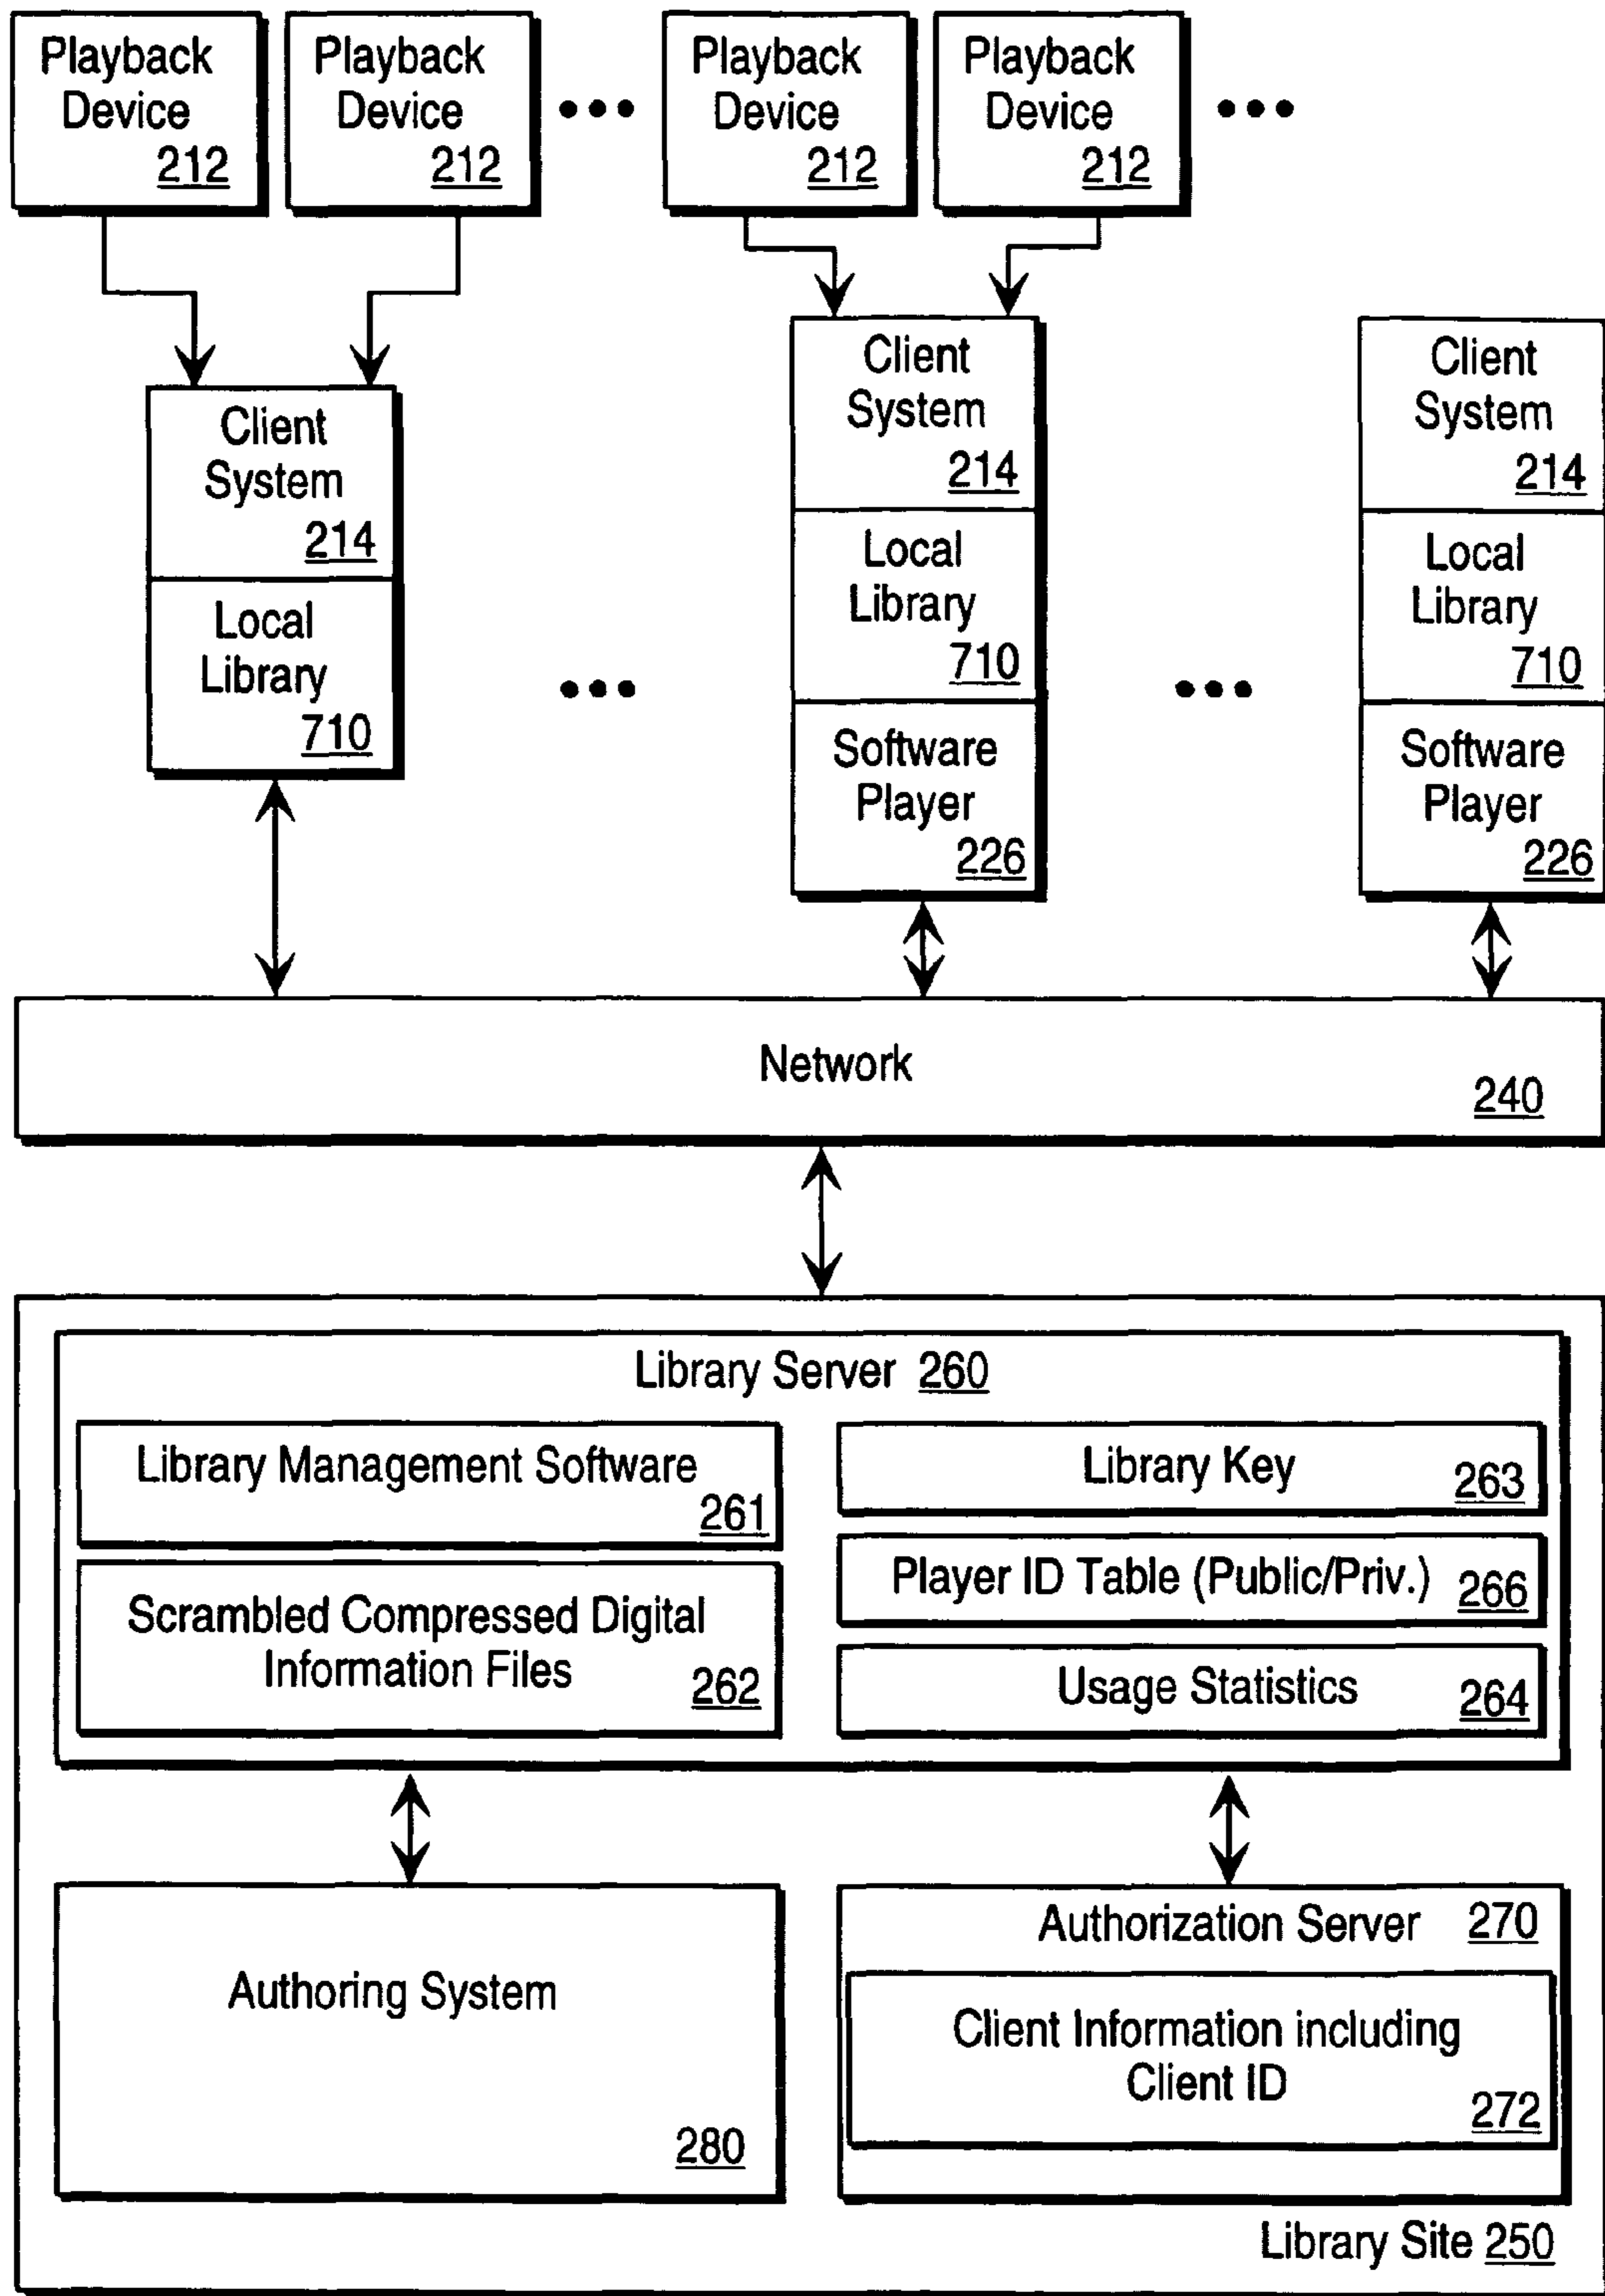 Playback
Device
212
Playback
Device
212
Playback
Device
212
Playback
Device
212
Client
System
214
Local
Library
710
Client
System
214
Local
Library
710
Software
Player
226
Client
System
214
Local
Library
710
Software
Player
226
Network
240
Library Server 260
Library Management Software
261
Scrambled Compressed Digital
Information Files
262
Library Key
263
Player ID Table (Public/Priv.)
266
Usage Statistics
264
Authoring System
280
Authorization Server 270
Client Information including
Client ID
272
Library Site 250